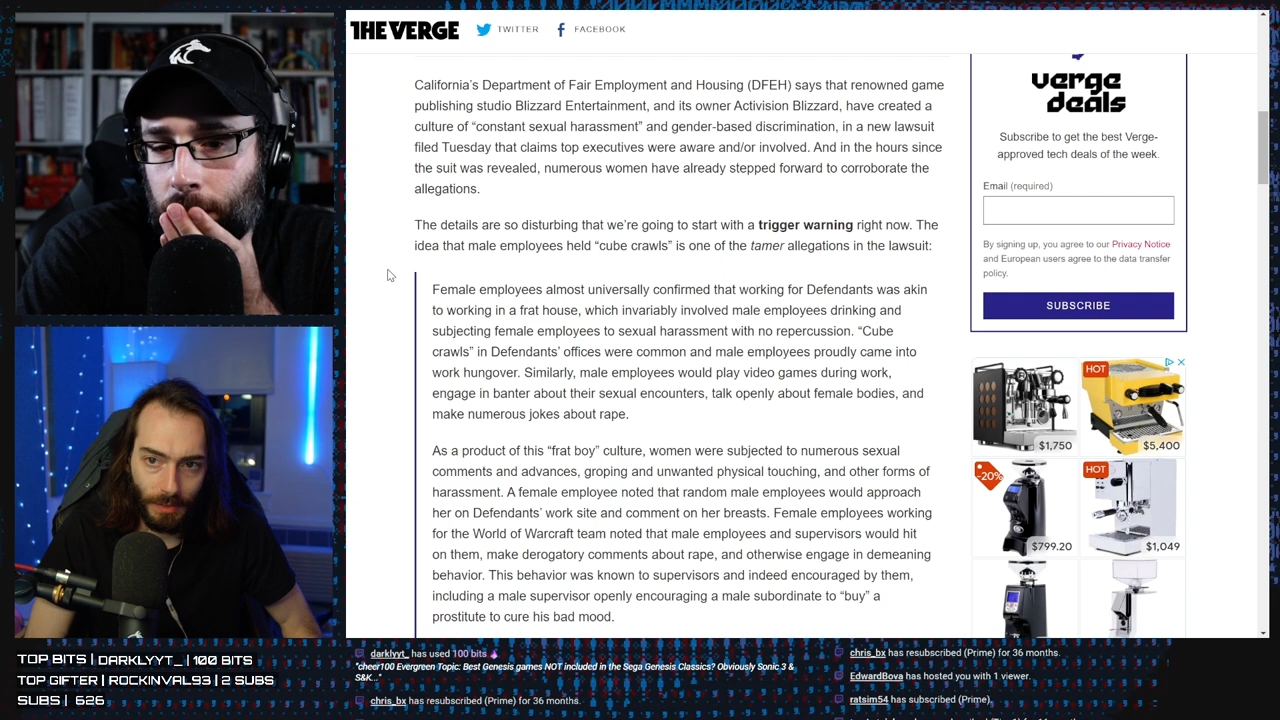 THE VERGE
TWITTER
FACEBOOK
California's Department of Fair Employment and Housing (DFEH) says that renowned game
publishing studio Blizzard Entertainment, and its owner Activision Blizzard, have created a
culture of “constant sexual harassment” and gender-based discrimination, in a new lawsuit
filed Tuesday that claims top executives were aware and/or involved. And in the hours since
the suit was revealed, numerous women have already stepped forward to corroborate the
allegations.
The details are so disturbing that we're going to start with a trigger warning right now. The
idea that male employees held “cube crawls” is one of the tamer allegations in the lawsuit:
Female employees almost universally confirmed that working for Defendants was akin
to working in a frat house, which invariably involved male employees drinking and
subjecting female employees to sexual harassment with no repercussion. “Cube
crawls” in Defendants' offices were common and male employees proudly came into
work hungover. Similarly, male employees would play video games during work,
engage in banter about their sexual encounters, talk openly about female bodies, and
make numerous jokes about rape.
As a product of this “frat boy” culture, women were subjected to numerous sexual
comments and advances, groping and unwanted physical touching, and other forms of
harassment. A female employee noted that random male employees would approach
her on Defendants' work site and comment on her breasts. Female employees working
for the World of Warcraft team noted that male employees and supervisors would hit
on them, make derogatory comments about rape, and otherwise engage in demeaning
behavior. This behavior was known to supervisors and indeed encouraged by them,
including a male supervisor openly encouraging a male subordinate to “buy” a
prostitute to cure his bad mood.
verge
deals
Subscribe to get the best Verge-
approved tech deals of the week.
Email (required)
By signing up, you agree to our Privacy Notice
and European users agree to the data transfer
policy.
SUBSCRIBE
HOT
$1,750
$5,400
-20%
HOT
$799.20
$1,049
TOP BITS | DARKLYYT_ | 100 BITS
TOP GIFTER | ROCKINVAL93 | 2 SUBS
SUBS | 626
darklyyt_ has used 100 bits
"cheer100 Evergreen Topic: Best Genesis games NOT included in the Sega Genesis Classics? Obviously Sonic 3 &
S&K..."
chris_bx has resubscribed (Prime) for 36 months.
chris_bx has resubscribed (Prime) for 36 months.
EdwardBova has hosted you with 1 viewer.
ratsim54 has subscribed (Prime).